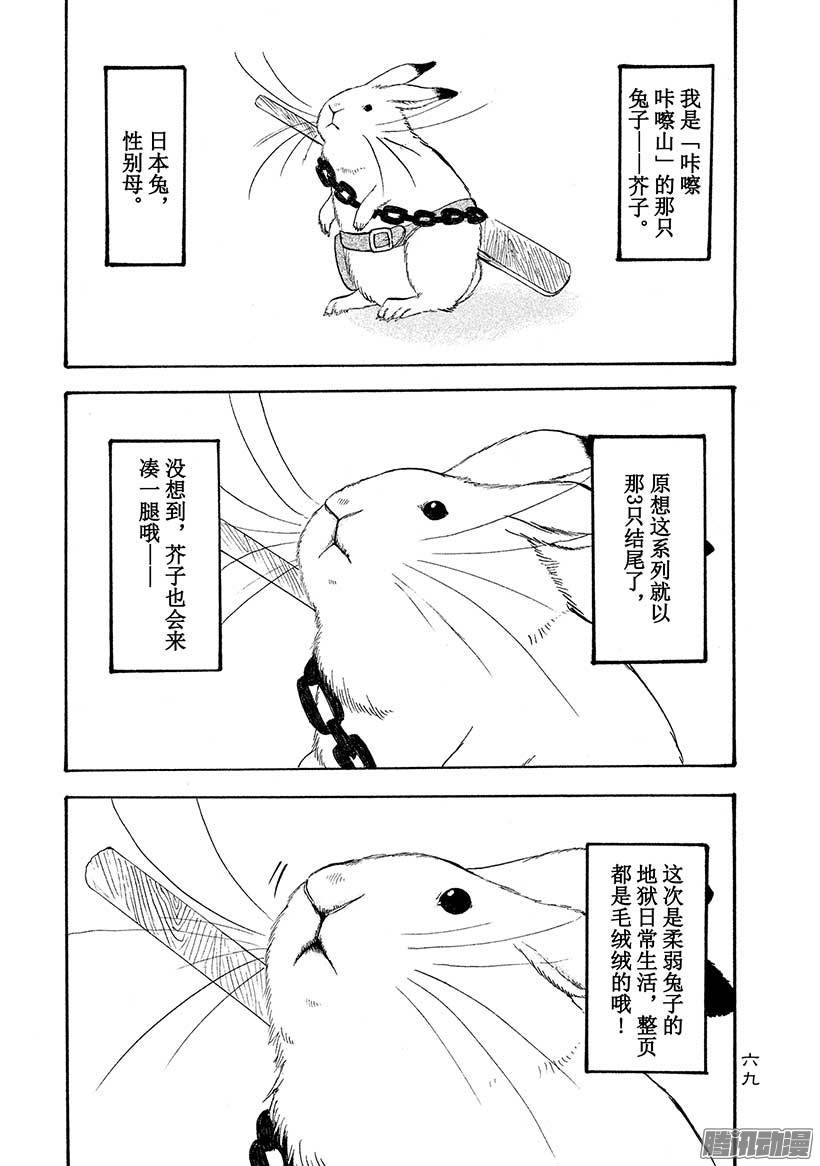 我是「咔嚓
咔嚓山」的那只
兔子——芥子。
日本兔，
性别母。
原想这系列就以
那3只结尾了，
没想到，芥子也会来
凑一腿哦——
这次是柔弱兔子的
地狱日常生活，整页
都是毛绒绒的哦！
六九
腾讯动漫